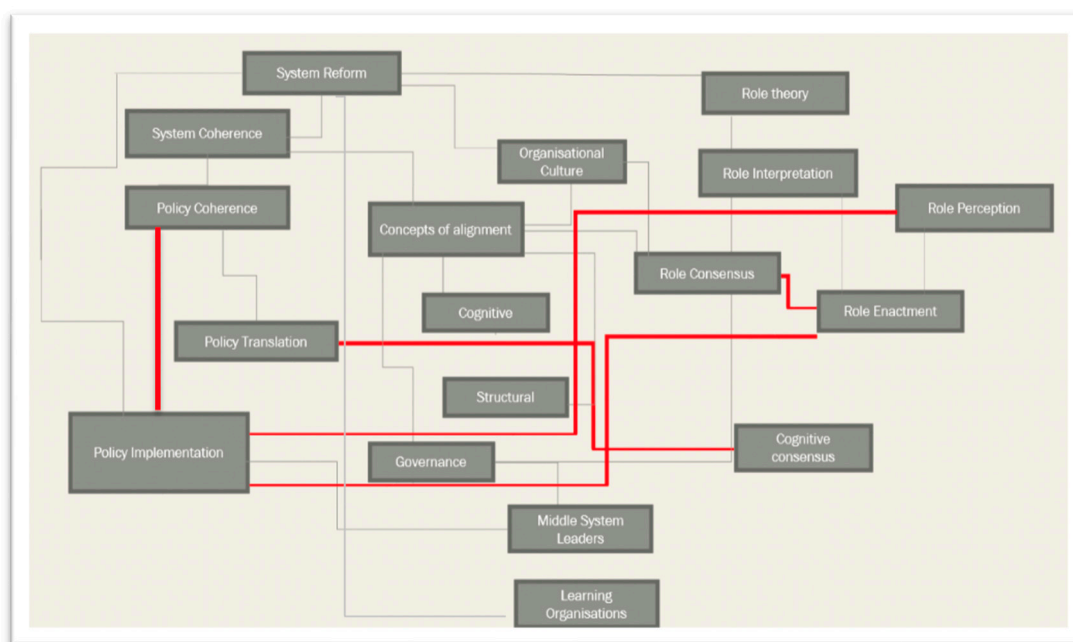 System Reform
Role theory
System Coherence
Organisational
Culture
Role Interpretation
Policy Coherence
Concepts of alignment
Role Perception
Role Consensus
Cognitive
Role Enactment
Policy Translation
Structural
Policy Implementation
Governance
Cognitive
consensus
Middle System
Leaders
Learning
Organisations